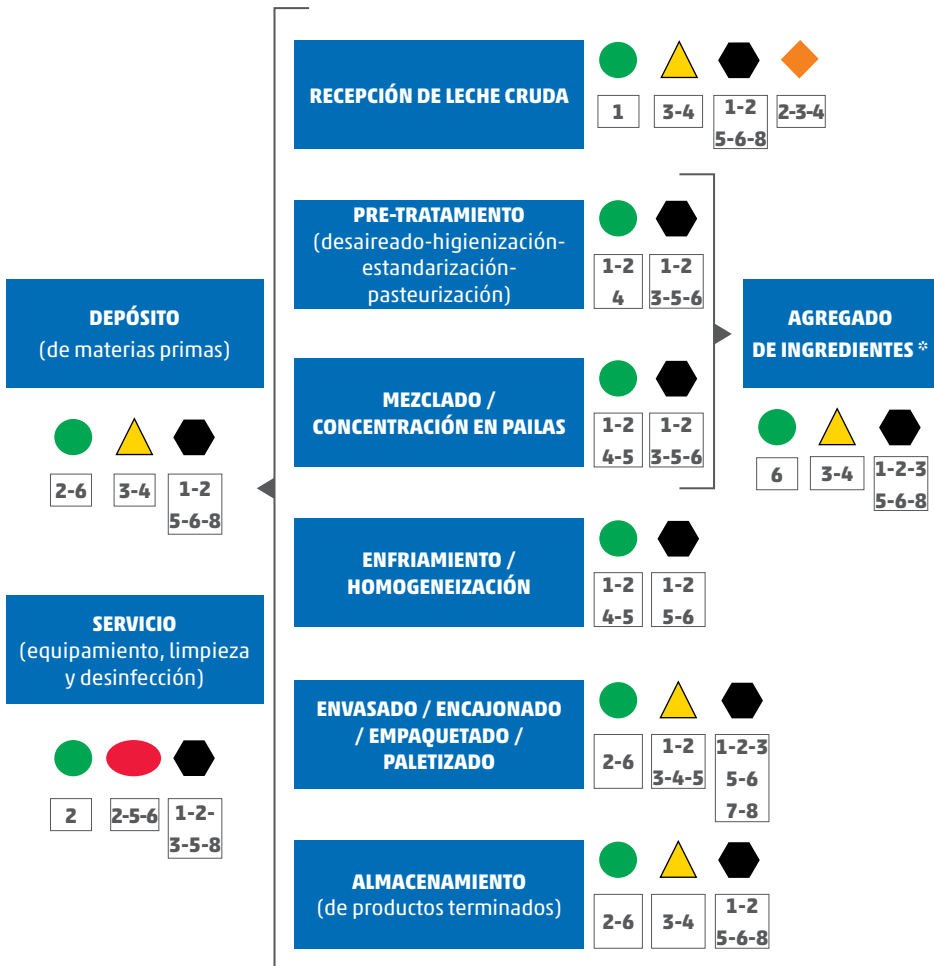 RECEPCIÓN DE LECHE CRUDA
1
3-4
1-2
5-6-8
2-3-4
PRE-TRATAMIENTO
(desaireado-higienización-
estandarización-
pasteurización)
1-2
4
1-2
3-5-6
DEPÓSITO
(de materias primas)
2-6
3-4
1-2
5-6-8
AGREGADO
DE INGREDIENTES *
6
3-4
1-2-3
5-6-8
MEZCLADO /
CONCENTRACIÓN EN PAILAS
1-2
4-5
1-2
3-5-6
ENFRIAMIENTO /
HOMOGENEIZACIÓN
1-2
4-5
1-2
5-6
SERVICIO
(equipamiento, limpieza
y desinfección)
2
2-5-6
1-2-
3-5-8
ENVASADO / ENCAJONADO
/ EMPAQUETADO /
PALETIZADO
2-6
1-2
3-4-5
1-2-3
5-6
7-8
ALMACENAMIENTO
(de productos terminados)
2-6
3-4
1-2
5-6-8